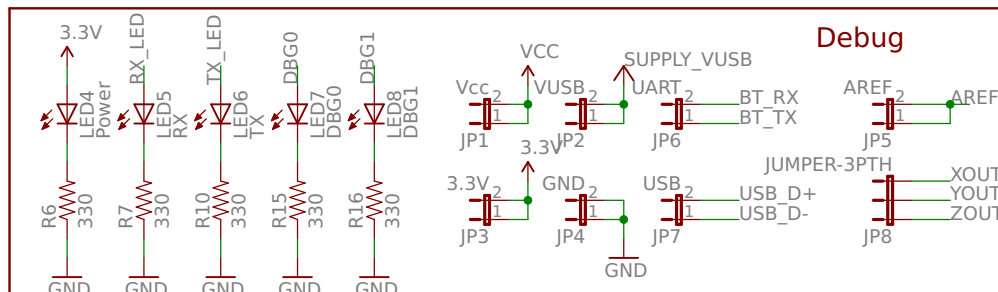 Debug
3.3V
RX_LED
TX_LED
DBG0
DBG1
LED4
Power
LED5
RX
LED6
TX
LED7
DBG0
LED8
DBG1
R6
330
R7
330
R10
330
R15
330
R16
330
GND
GND
GND
GND
GND
VCC
Vcc
2
1
JP1
SUPPLY_VUSB
VUSB
2
1
JP2
UART
2
1
BT_RX
BT_TX
JP6
AREF
2
1
AREF
JP5
3.3V
3.3V
2
1
JP3
GND
2
1
JP4
GND
USB
2
1
USB_D+
USB_D-
JP7
JUMPER-3PTH
XOUT
YOUT
ZOUT
JP8